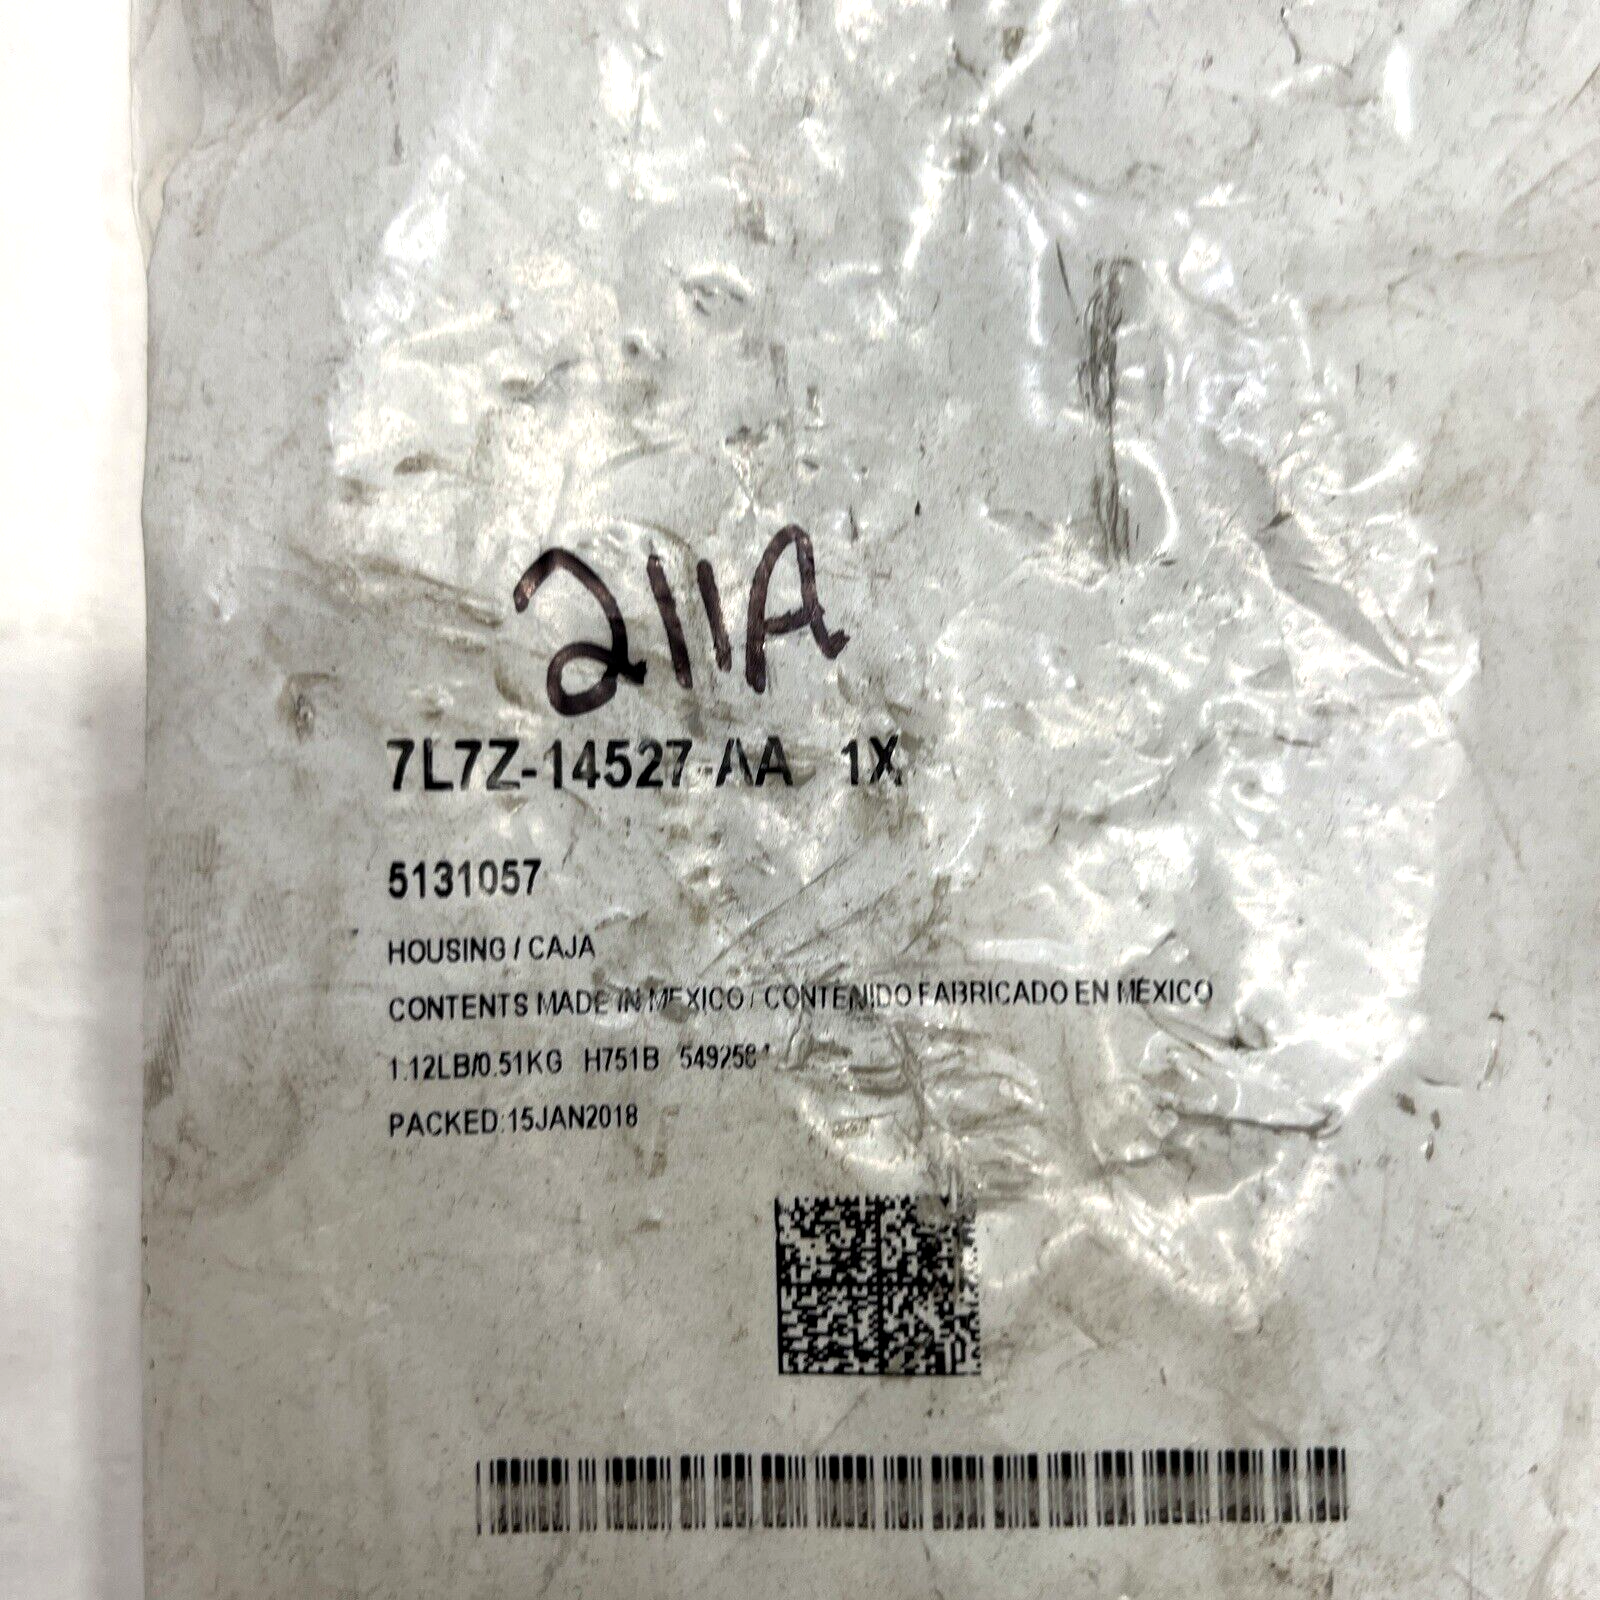 211A
7L7Z-14527-AA 1X
5131057
HOUSING / CAJA
CONTENTS MADE IN MEXICO / CONTENIDO FABRICADO EN MEXICO
1.12LB/0.51KG H751B
PACKED:15JAN2018